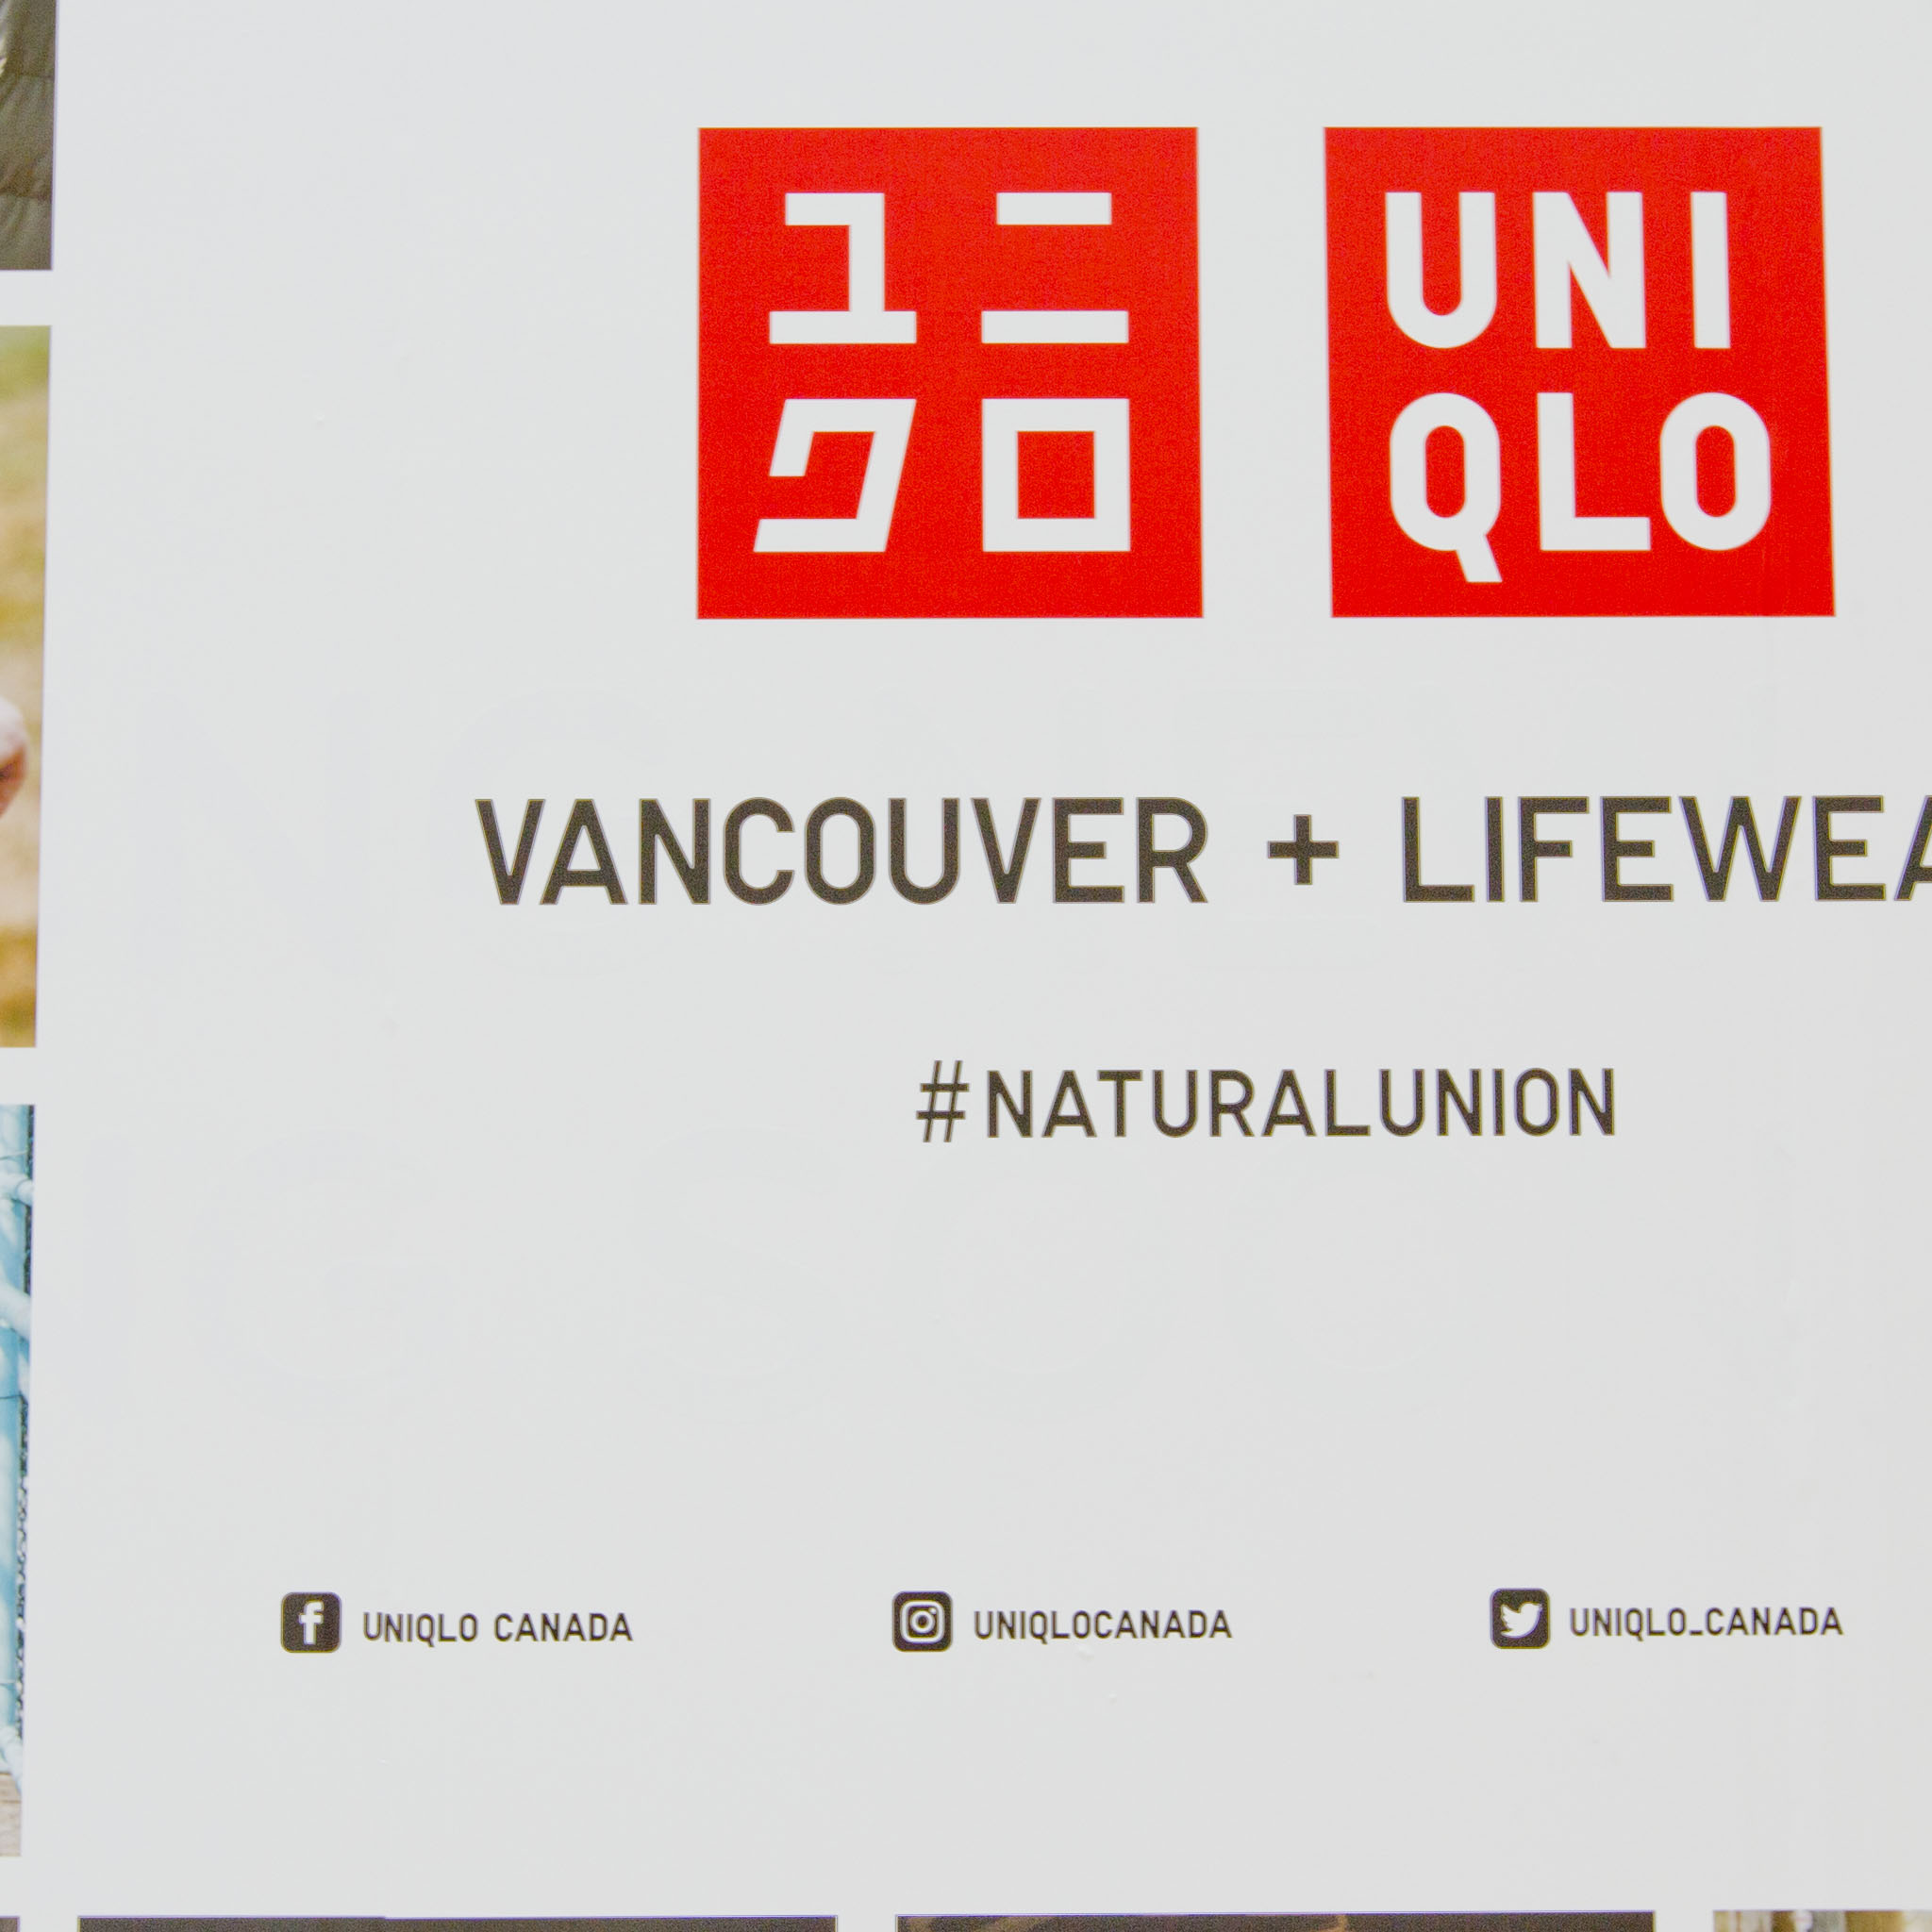 ユニ
クロ
UNI
QLO
VANCOUVER + LIFEWEA
#NATURALUNION
UNIQLO CANADA
UNIQLOCANADA
UNIQLO_CANADA